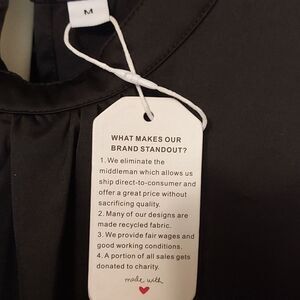 M
WHAT MAKES OUR
BRAND STANDOUT?
1. We eliminate the
middleman which allows us
ship direct-to-consumer and
offer a great price without
sacrificing quality.
2. Many of our designs are
made recycled fabric.
3. We provide fair wages and
good working conditions.
4. A portion of all sales gets
donated to charity.
made with